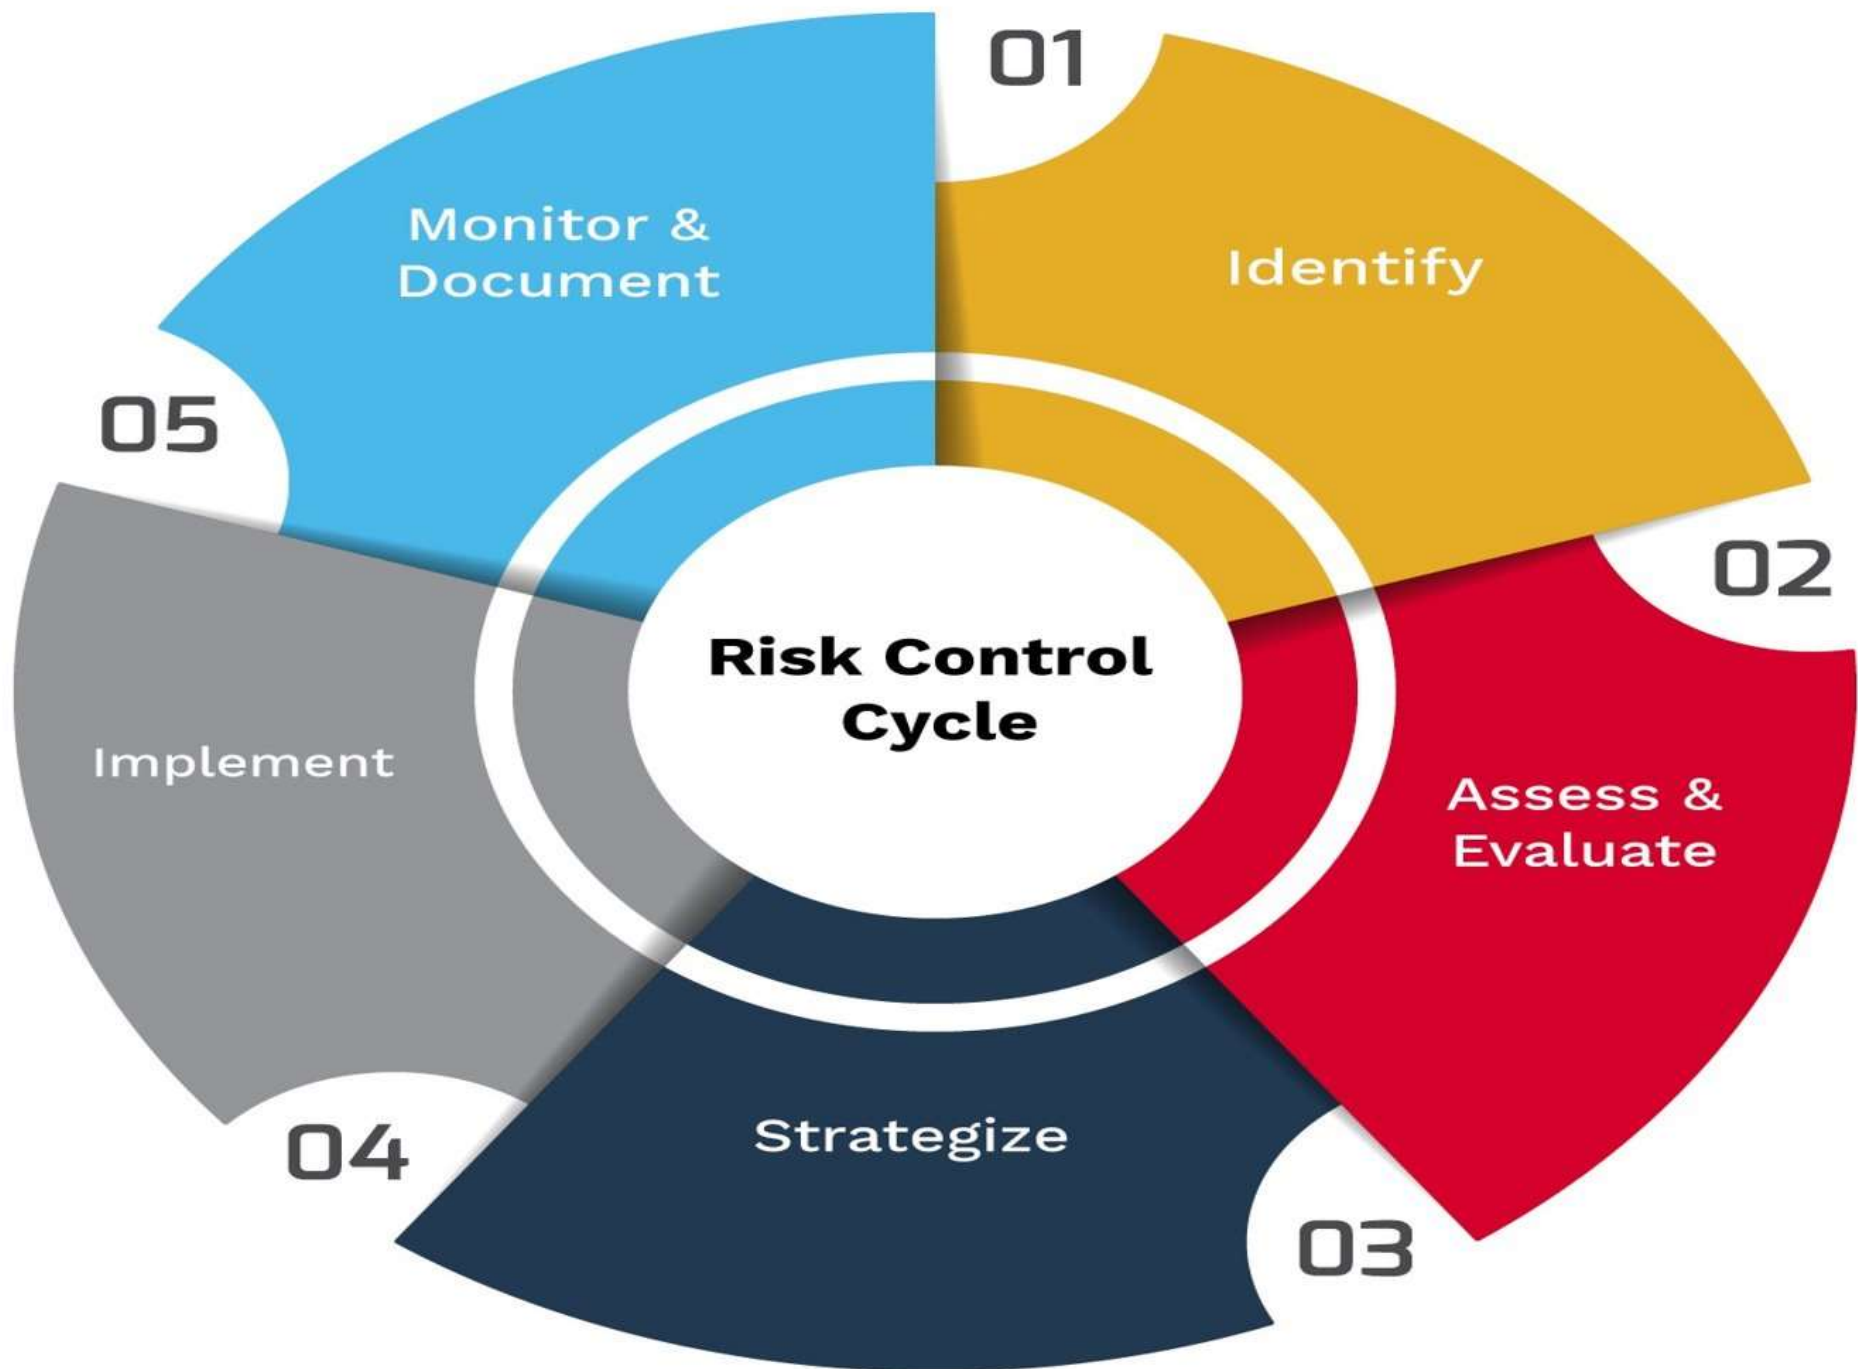 Risk Control
Cycle
01
Identify
02
Assess &
Evaluate
03
Strategize
04
Implement
05
Monitor &
Document